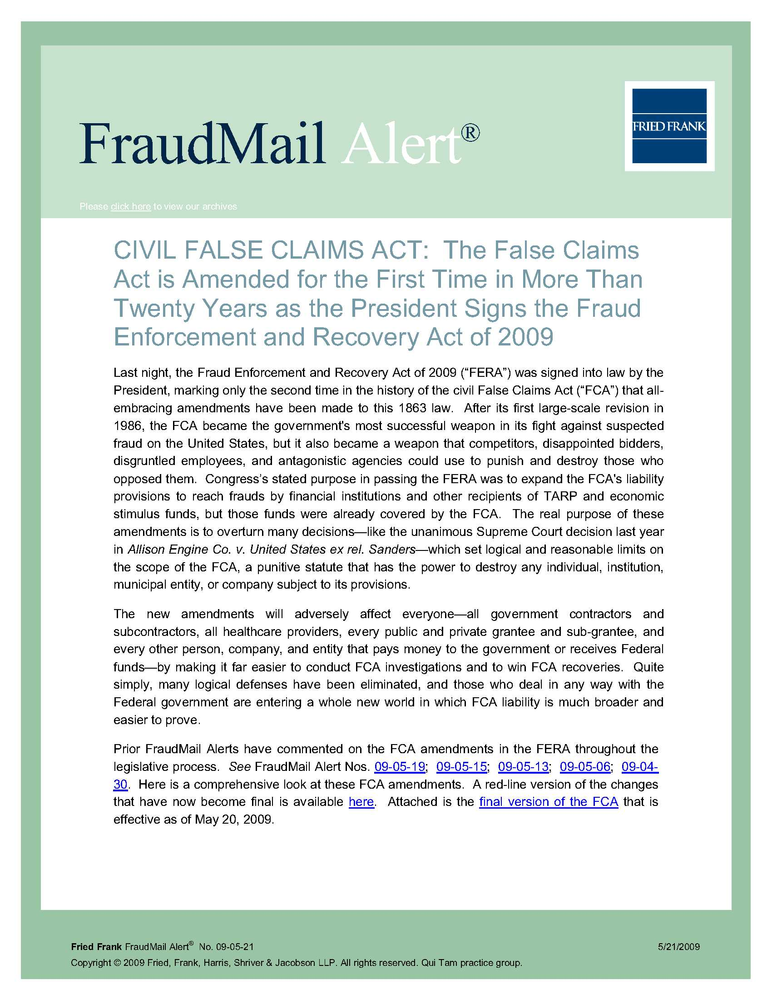 FraudMail Alert®
FRIED FRANK
Please click here to view our archives
CIVIL FALSE CLAIMS ACT:  The False Claims
Act is Amended for the First Time in More Than
Twenty Years as the President Signs the Fraud
Enforcement and Recovery Act of 2009
Last night, the Fraud Enforcement and Recovery Act of 2009 (“FERA”) was signed into law by the
President, marking only the second time in the history of the civil False Claims Act (“FCA”) that all-
embracing amendments have been made to this 1863 law.  After its first large-scale revision in
1986, the FCA became the government's most successful weapon in its fight against suspected
fraud on the United States, but it also became a weapon that competitors, disappointed bidders,
disgruntled employees, and antagonistic agencies could use to punish and destroy those who
opposed them.  Congress’s stated purpose in passing the FERA was to expand the FCA's liability
provisions to reach frauds by financial institutions and other recipients of TARP and economic
stimulus funds, but those funds were already covered by the FCA.  The real purpose of these
amendments is to overturn many decisions—like the unanimous Supreme Court decision last year
in Allison Engine Co. v. United States ex rel. Sanders—which set logical and reasonable limits on
the scope of the FCA, a punitive statute that has the power to destroy any individual, institution,
municipal entity, or company subject to its provisions.
The new amendments will adversely affect everyone—all government contractors and
subcontractors, all healthcare providers, every public and private grantee and sub-grantee, and
every other person, company, and entity that pays money to the government or receives Federal
funds—by making it far easier to conduct FCA investigations and to win FCA recoveries.  Quite
simply, many logical defenses have been eliminated, and those who deal in any way with the
Federal government are entering a whole new world in which FCA liability is much broader and
easier to prove.
Prior FraudMail Alerts have commented on the FCA amendments in the FERA throughout the
legislative process.  See FraudMail Alert Nos. 09-05-19;  09-05-15;  09-05-13;  09-05-06;  09-04-
30.  Here is a comprehensive look at these FCA amendments.  A red-line version of the changes
that have now become final is available here.  Attached is the final version of the FCA that is
effective as of May 20, 2009.
Fried Frank FraudMail Alert®  No. 09-05-21 5/21/2009
Copyright © 2009 Fried, Frank, Harris, Shriver & Jacobson LLP. All rights reserved. Qui Tam practice group.